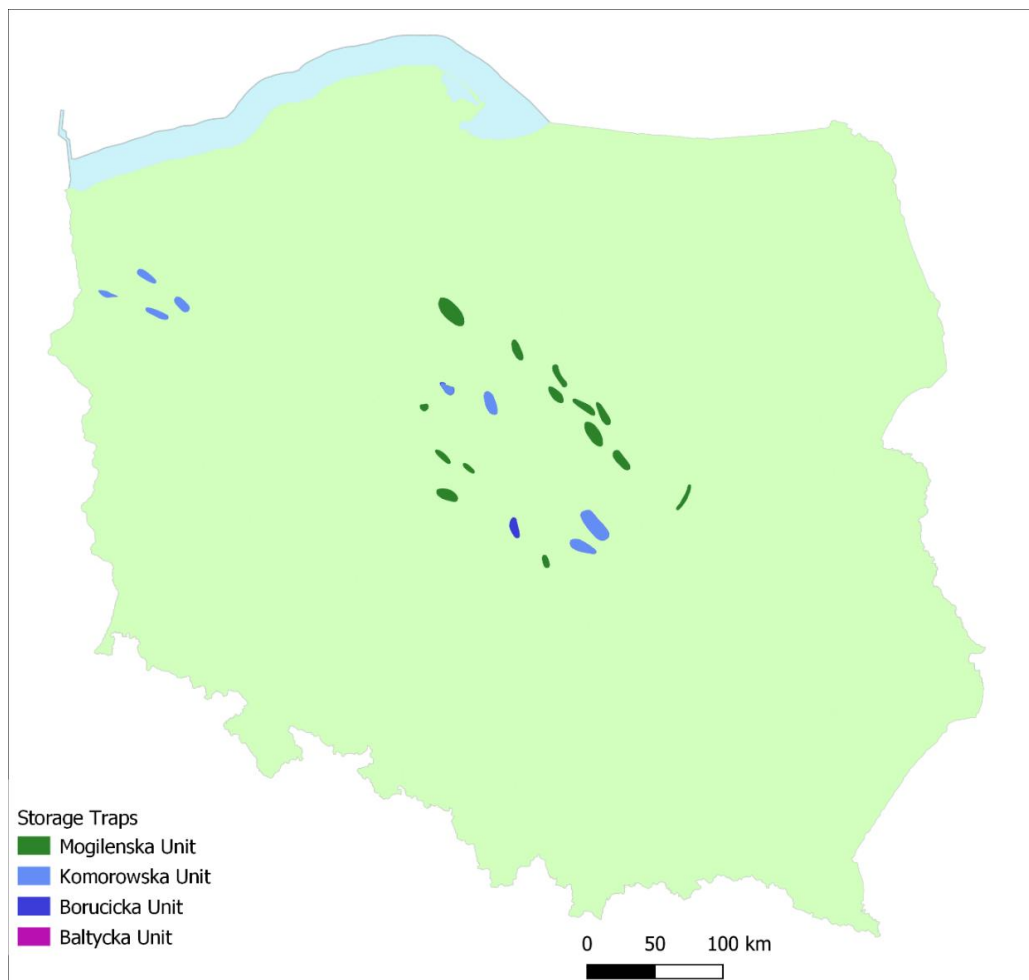 Storage Traps
Mogilenska Unit
Komorowska Unit
Borucicka Unit
Baltycka Unit
0 50 100 km